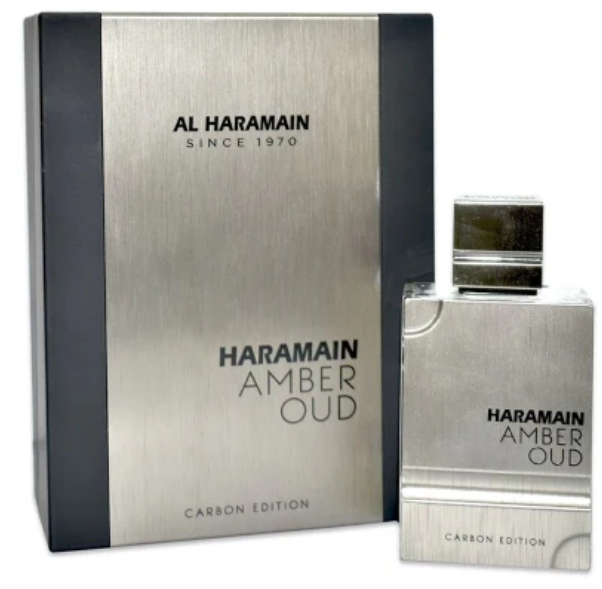 AL HARAMAIN
SINCE 1970
HARAMAIN
AMBER
OUD
CARBON EDITION
HARAMAIN
AMBER
OUD
CARBON EDITION